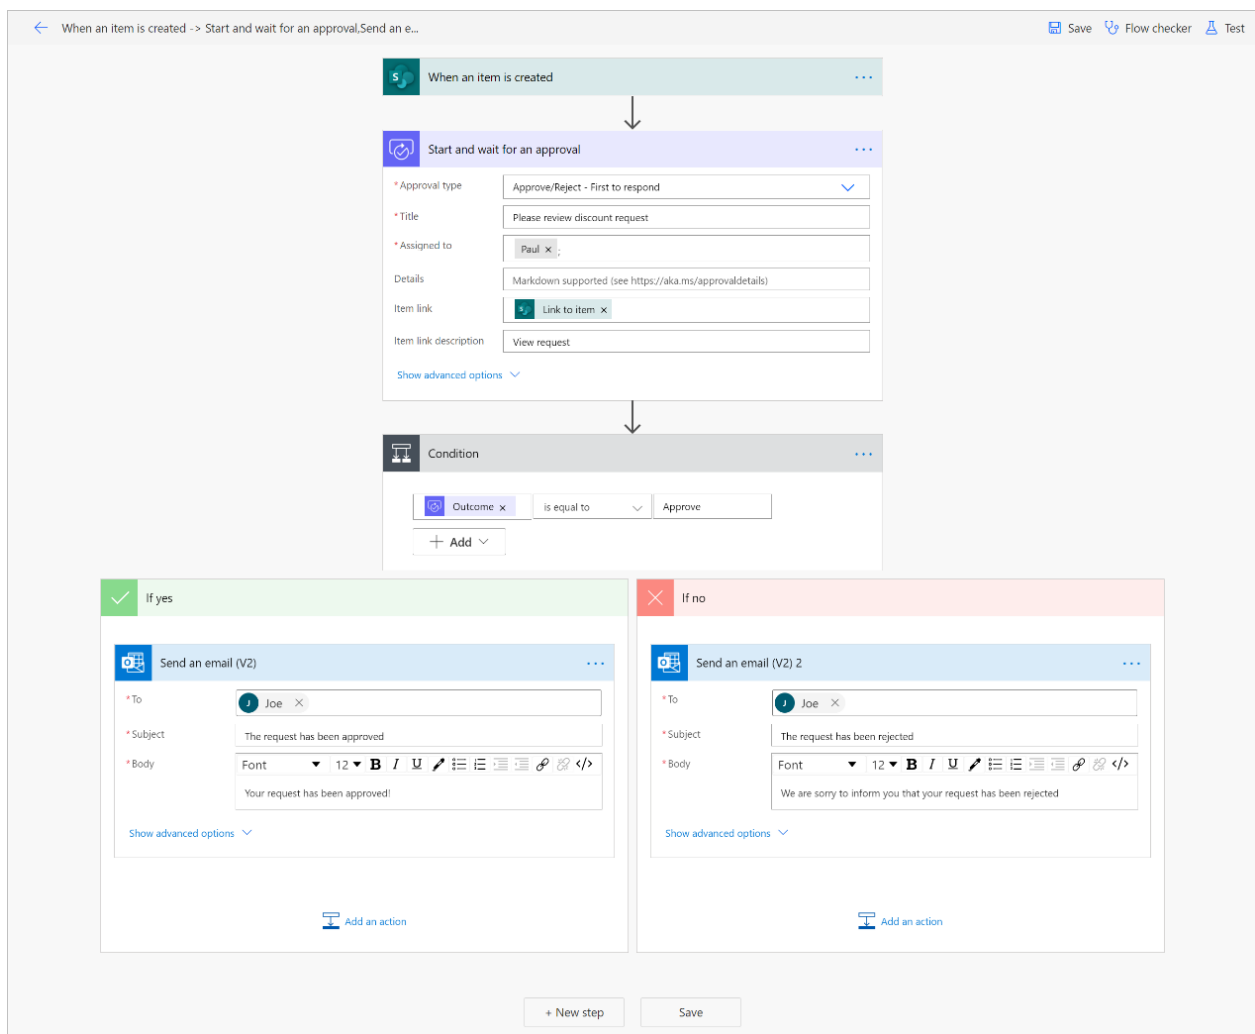 When an item is created -> Start and wait for an approval,Send an e...
Save Flow checker Test
When an item is created
Start and wait for an approval
* Approval type Approve/Reject - First to respond
* Title Please review discount request
* Assigned to Paul × ;
Details Markdown supported (see https://aka.ms/approvaldetails)
Item link Link to item ×
Item link description View request
Show advanced options
Condition
Outcome × is equal to Approve
+ Add
If yes
Send an email (V2)
* To J Joe ×
* Subject The request has been approved
* Body Font 12 B I U </>
Your request has been approved!
Show advanced options
Add an action
If no
Send an email (V2) 2
* To J Joe ×
* Subject The request has been rejected
* Body Font 12 B I U </>
We are sorry to inform you that your request has been rejected
Show advanced options
Add an action
+ New step Save